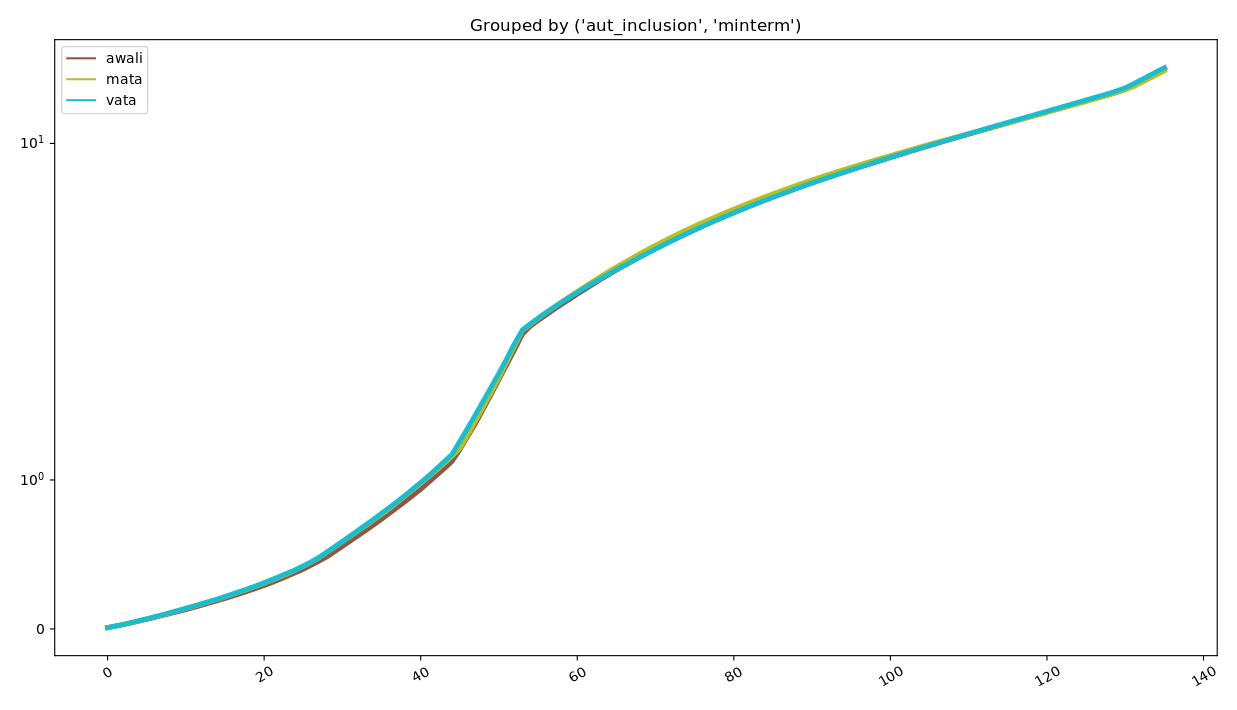 Grouped by ('aut_inclusion', 'minterm')
awali
mata
vata
10¹
10⁰
0
0
20
40
60
80
100
120
140